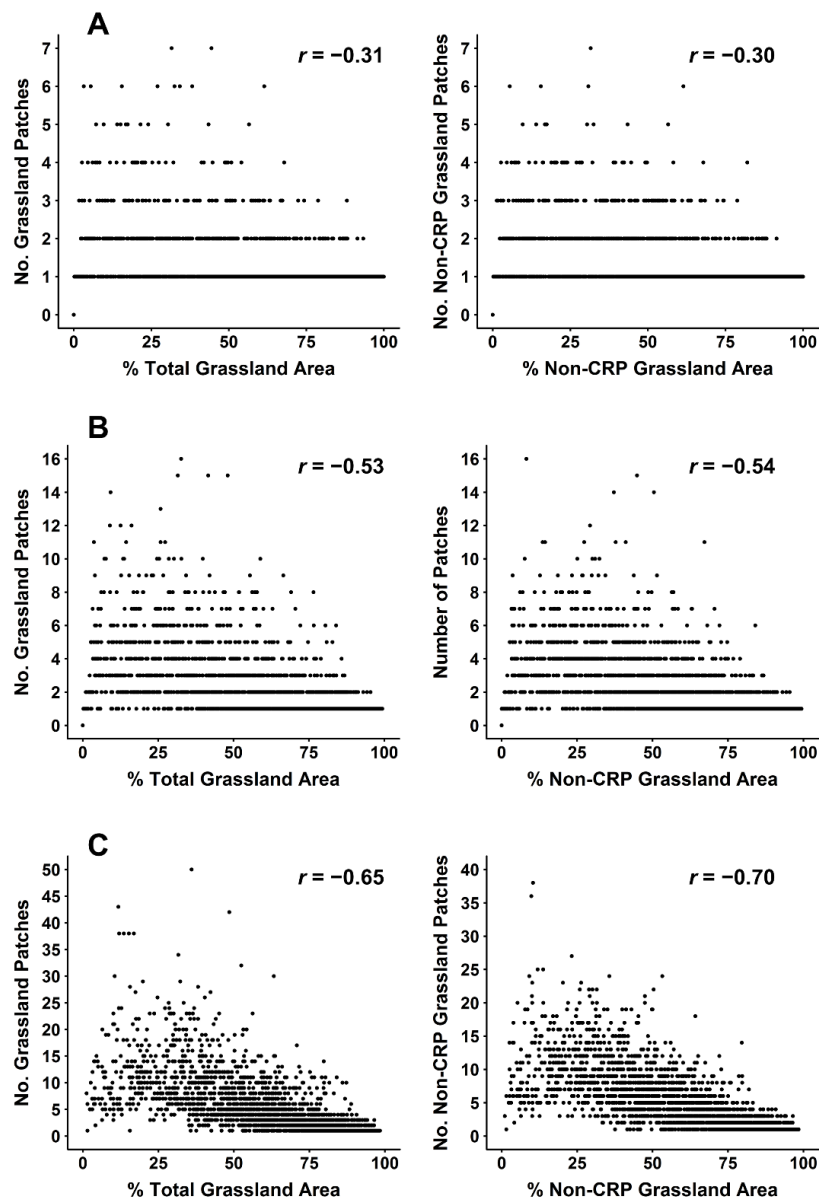 A
r = −0.31
No. Grassland Patches
7
6
5
4
3
2
1
0
0 25 50 75 100
% Total Grassland Area
r = −0.30
No. Non-CRP Grassland Patches
7
6
5
4
3
2
1
0
0 25 50 75 100
% Non-CRP Grassland Area
B
r = −0.53
No. Grassland Patches
16
14
12
10
8
6
4
2
0
0 25 50 75 100
% Total Grassland Area
r = −0.54
Number of Patches
16
14
12
10
8
6
4
2
0
0 25 50 75 100
% Non-CRP Grassland Area
C
r = −0.65
No. Grassland Patches
50
45
40
35
30
25
20
15
10
5
0
0 25 50 75 100
% Total Grassland Area
r = −0.70
No. Non-CRP Grassland Patches
40
35
30
25
20
15
10
5
0
0 25 50 75 100
% Non-CRP Grassland Area